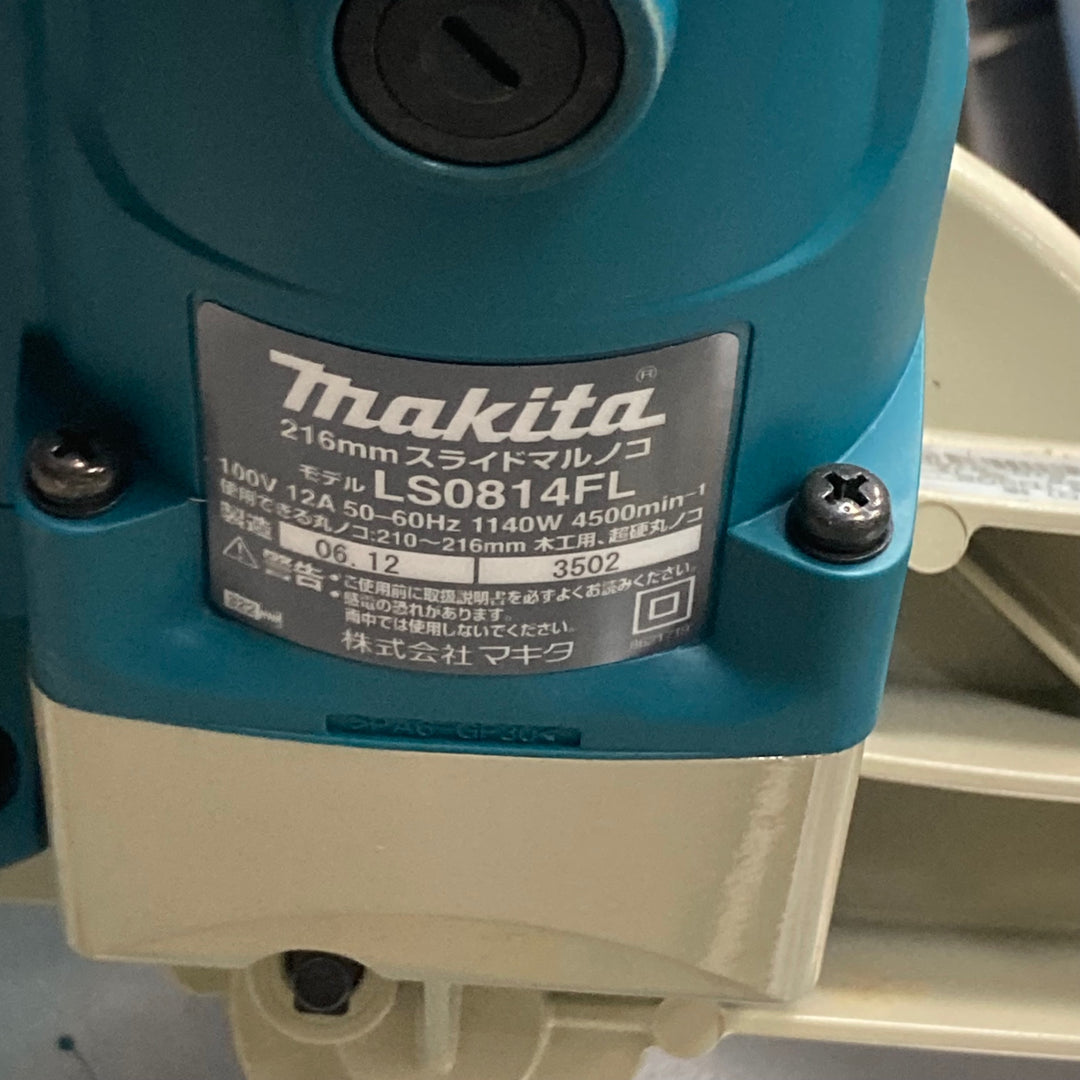 makita®
216mm スライドマルノコ
モデル LS0814FL
100V 12A 50-60Hz 1140W 4500min⁻¹
使用できる丸ノコ:210〜216mm 木工用、超硬丸ノコ
製造 06.12 3502
警告・ご使用前に取扱説明書を必ずよくお読みください。
・感電の恐れがあります。
雨中では使用しないでください。
株式会社マキタ
>PA6-GF30<